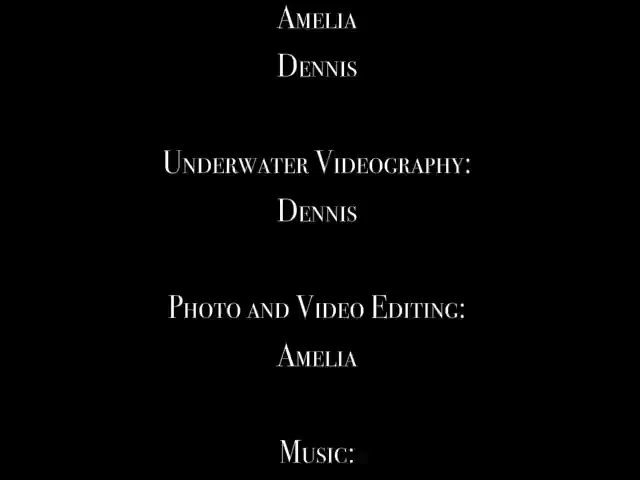 Amelia
Dennis
Underwater Videography:
Dennis
Photo and Video Editing:
Amelia
Music: